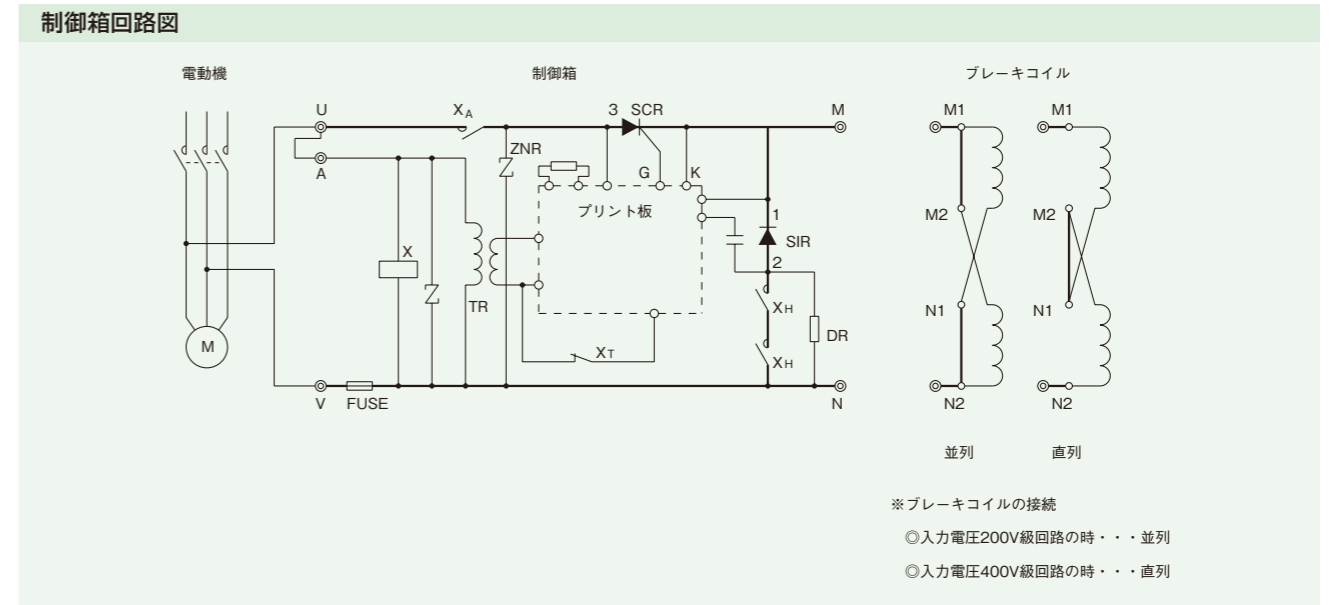 制御箱回路図
電動機
制御箱
ブレーキコイル
U
XA
3 SCR
M
M1
M1
ZNR
A
G
K
プリント板
M2
M2
1
SIR
X
2
TR
XH
N1
N1
M
DR
XT
XH
V
FUSE
N
N2
N2
並列
直列
※ブレーキコイルの接続
◎入力電圧200V級回路の時・・・並列
◎入力電圧400V級回路の時・・・直列